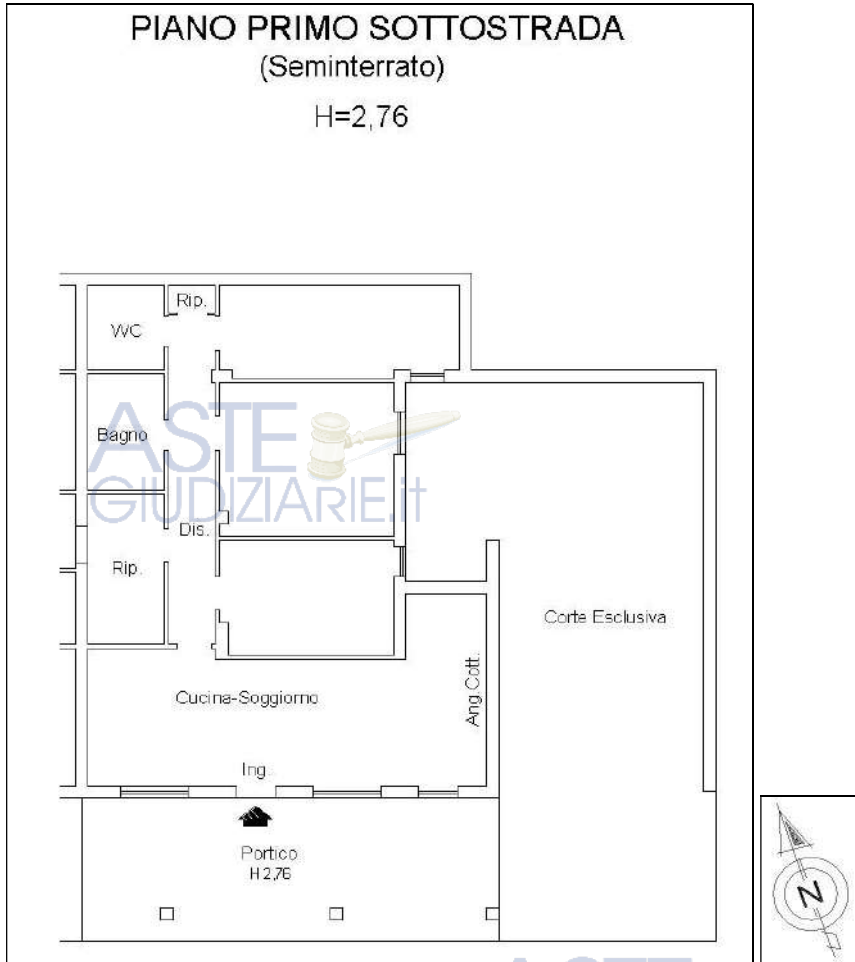 PIANO PRIMO SOTTOSTRADA
(Seminterrato)
H=2,76
Rip.
WC
Bagno
ASTE
GIUDIZIARIE.it
Dis.
Rip.
Corte Esclusiva
Ang.Cott.
Cucina-Soggiorno
Ing.
Portico
H 2,76
N
ASTE